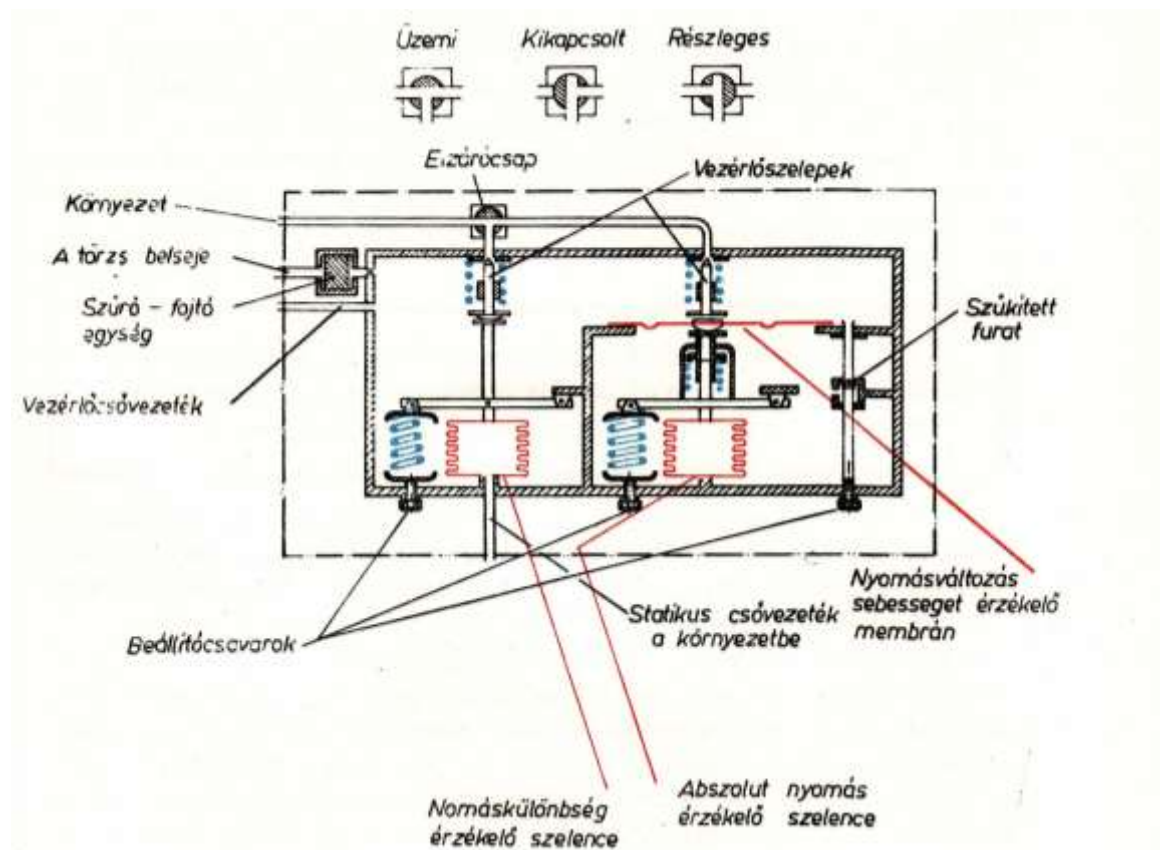 Üzemi
Kikapcsolt
Részleges
Elzárócsap
Vezérlőszelepek
Környezet
A törzs belseje
Szűrő - fojtó
egység
Vezérlőcsővezeték
Szűkített
furat
Beállítócsavarok
Statikus csővezeték
a környezetbe
Nyomásváltozás
sebességet érzékelő
membrán
Nomáskülönbség
érzékelő szelence
Abszolut nyomás
érzékelő szelence